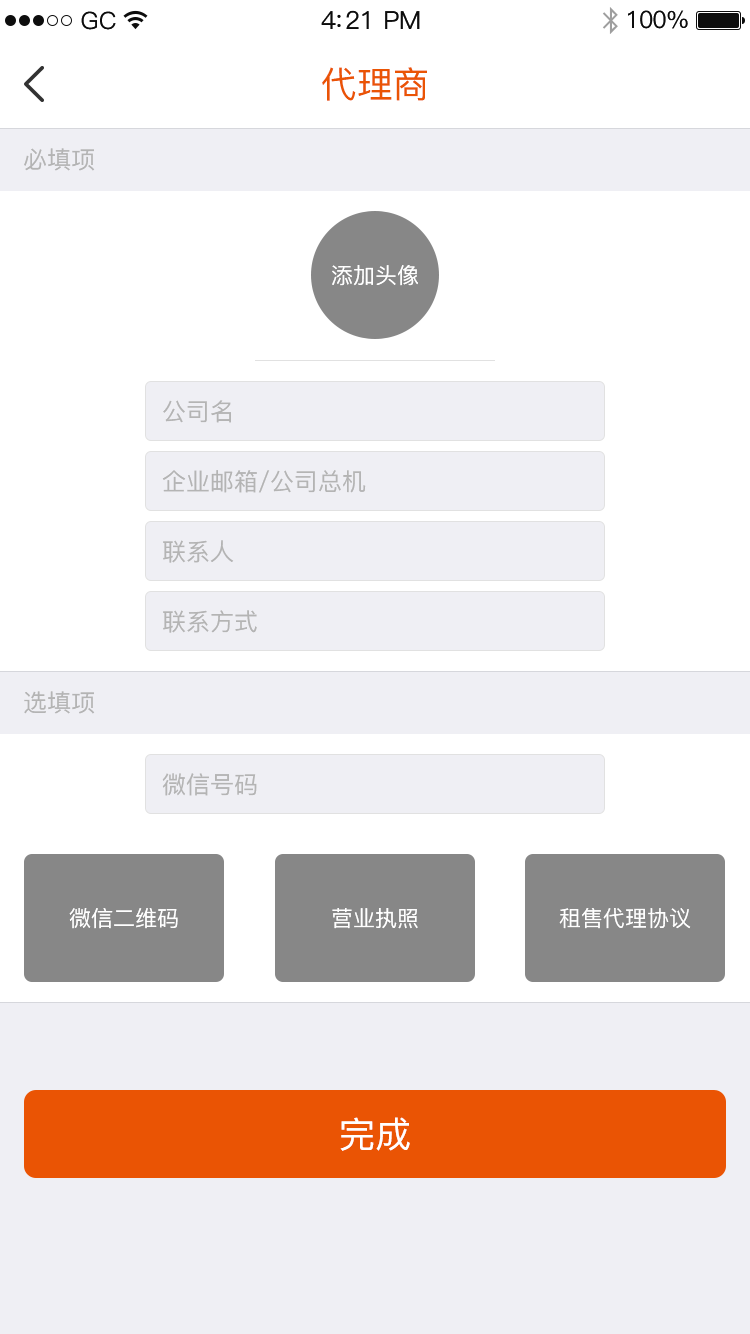 GC 4:21 PM 100%
代理商
必填项
添加头像
公司名
企业邮箱/公司总机
联系人
联系方式
选填项
微信号码
微信二维码 营业执照 租售代理协议
完成